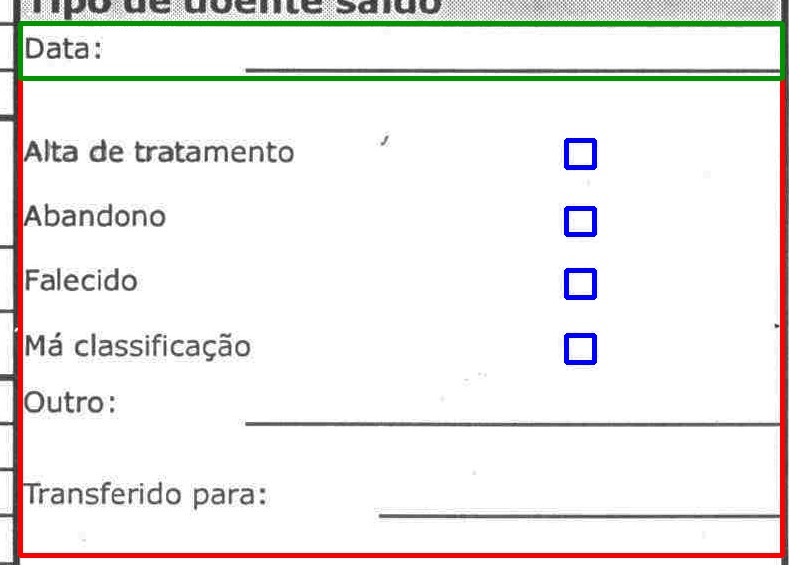 Tipo de doente saído
Data:
Alta de tratamento
Abandono
Falecido
Má classificação
Outro:
Transferido para: